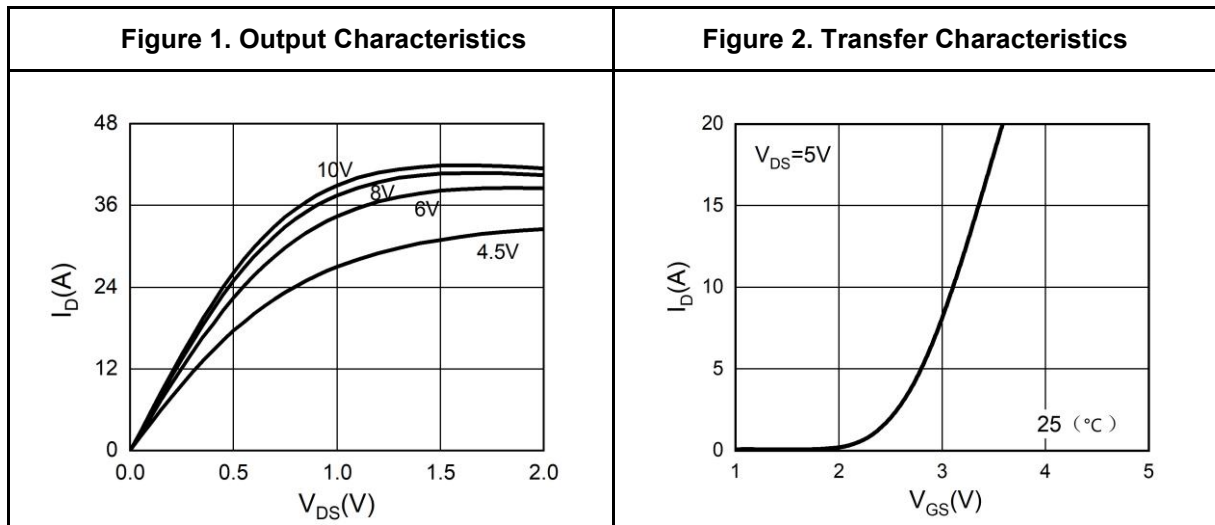 Figure 1. Output Characteristics
Figure 2. Transfer Characteristics
48
36
24
12
0
I_D(A)
10V
8V
6V
4.5V
0.0 0.5 1.0 1.5 2.0
V_DS(V)
20
15
10
5
0
I_D(A)
V_DS=5V
25（℃）
1 2 3 4 5
V_GS(V)